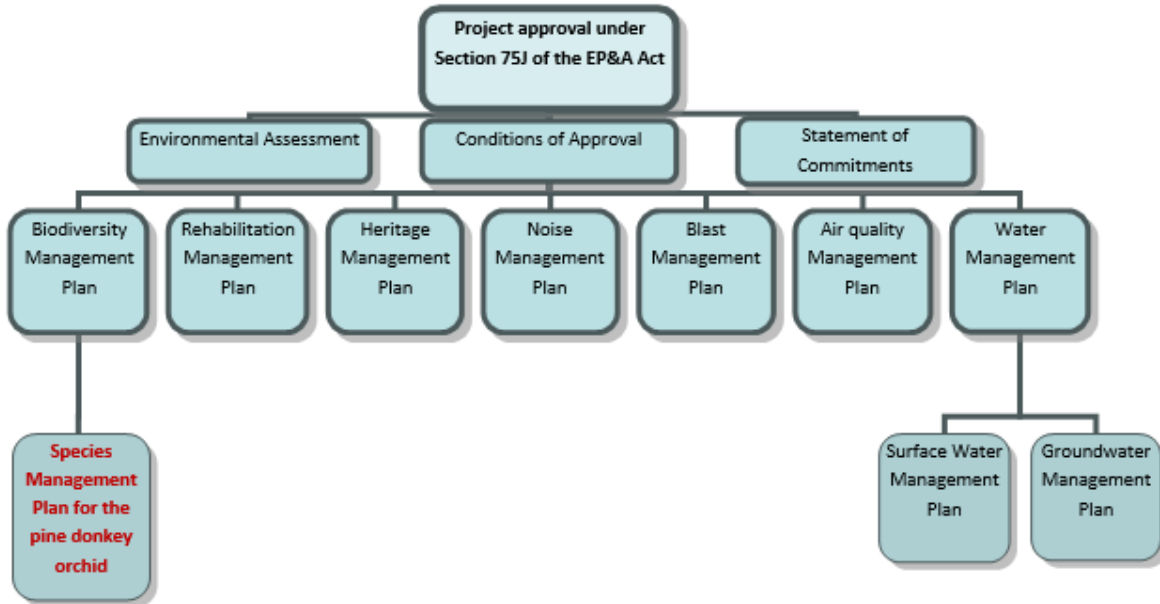 Project approval under
Section 75J of the EP&A Act
Environmental Assessment
Conditions of Approval
Statement of
Commitments
Biodiversity
Management
Plan
Rehabilitation
Management
Plan
Heritage
Management
Plan
Noise
Management
Plan
Blast
Management
Plan
Air quality
Management
Plan
Water
Management
Plan
Species
Management
Plan for the
pine donkey
orchid
Surface Water
Management
Plan
Groundwater
Management
Plan